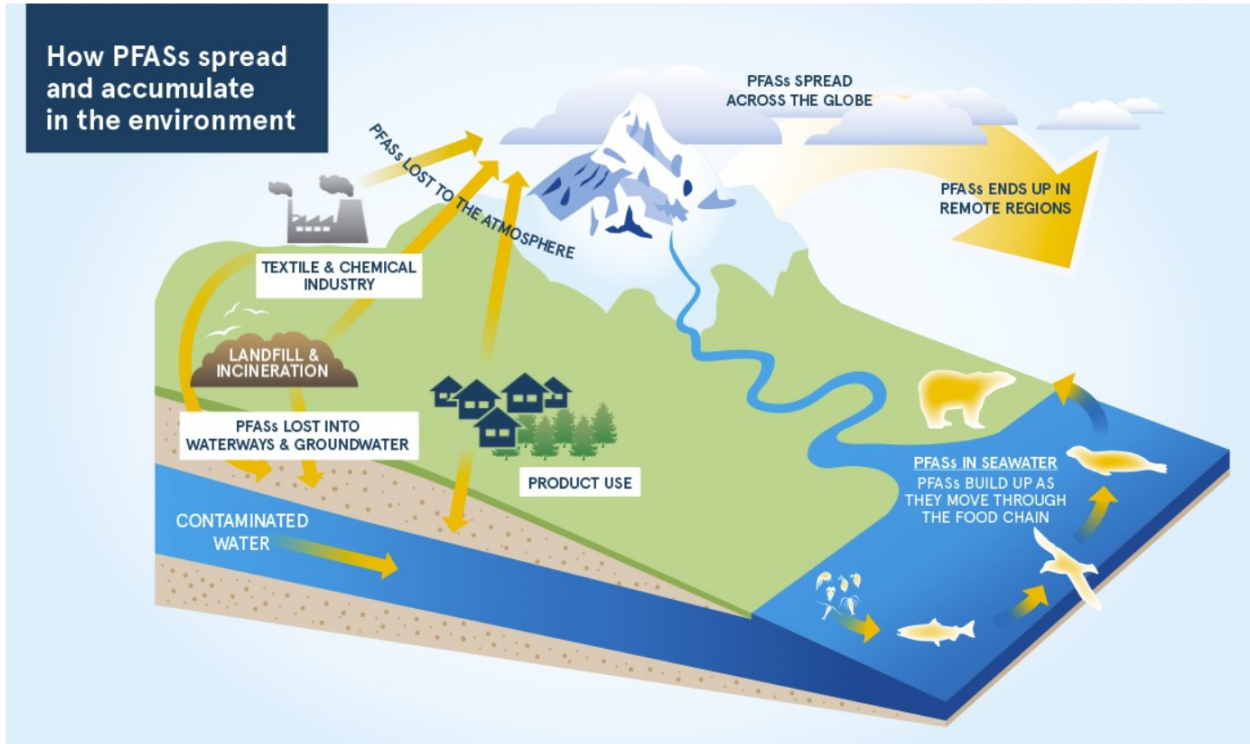 How PFASs spread
and accumulate
in the environment
PFASs SPREAD
ACROSS THE GLOBE
PFASs LOST TO THE ATMOSPHERE
PFASs ENDS UP IN
REMOTE REGIONS
TEXTILE & CHEMICAL
INDUSTRY
LANDFILL &
INCINERATION
PFASs LOST INTO
WATERWAYS & GROUNDWATER
PRODUCT USE
PFASs IN SEAWATER
PFASs BUILD UP AS
THEY MOVE THROUGH
THE FOOD CHAIN
CONTAMINATED
WATER